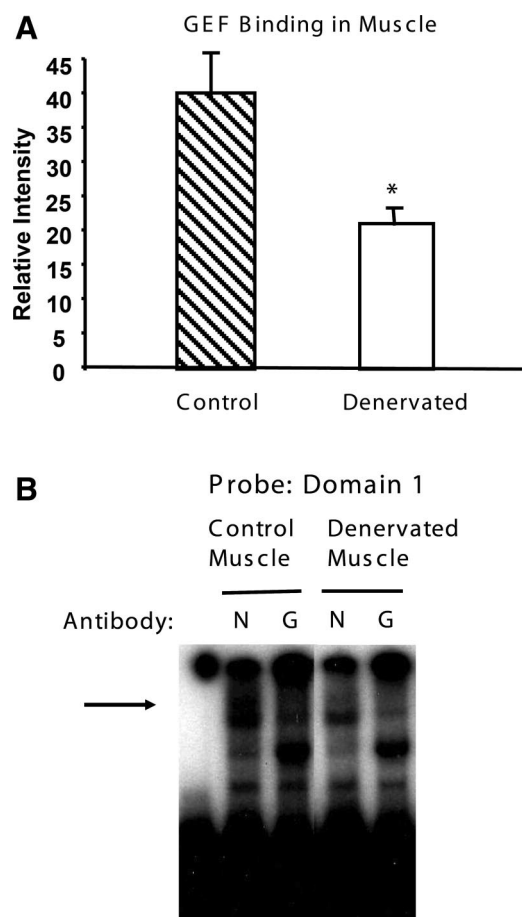 A
GEF Binding in Muscle
Relative Intensity
45
40
35
30
25
20
15
10
5
0
*
Control
Denervated
B
Probe: Domain 1
Control
Muscle
Denervated
Muscle
Antibody:
N
G
N
G